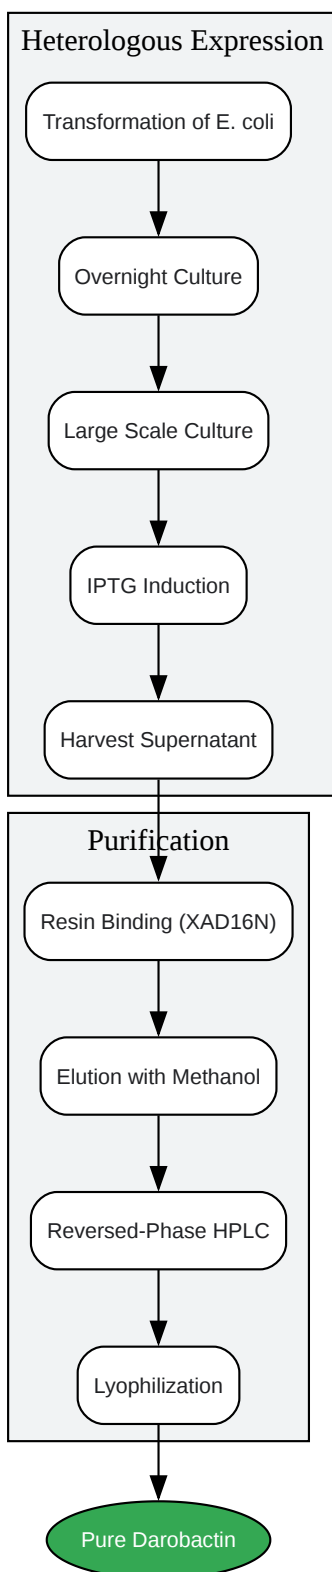 Heterologous Expression
Transformation of E. coli
Overnight Culture
Large Scale Culture
IPTG Induction
Harvest Supernatant
Purification
Resin Binding (XAD16N)
Elution with Methanol
Reversed-Phase HPLC
Lyophilization
Pure Darobactin